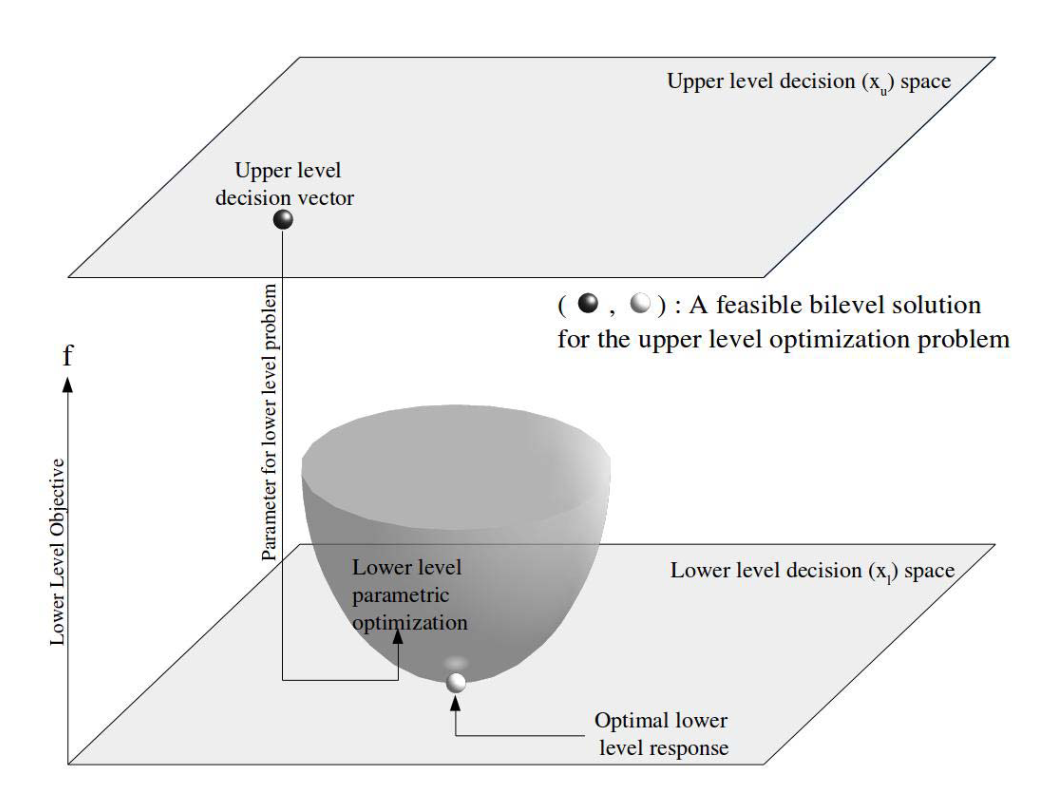 Upper level decision (x_u) space
Upper level
decision vector
( , ) : A feasible bilevel solution
for the upper level optimization problem
Parameter for lower level problem
f
Lower Level Objective
Lower level
parametric
optimization
Lower level decision (x_l) space
Optimal lower
level response